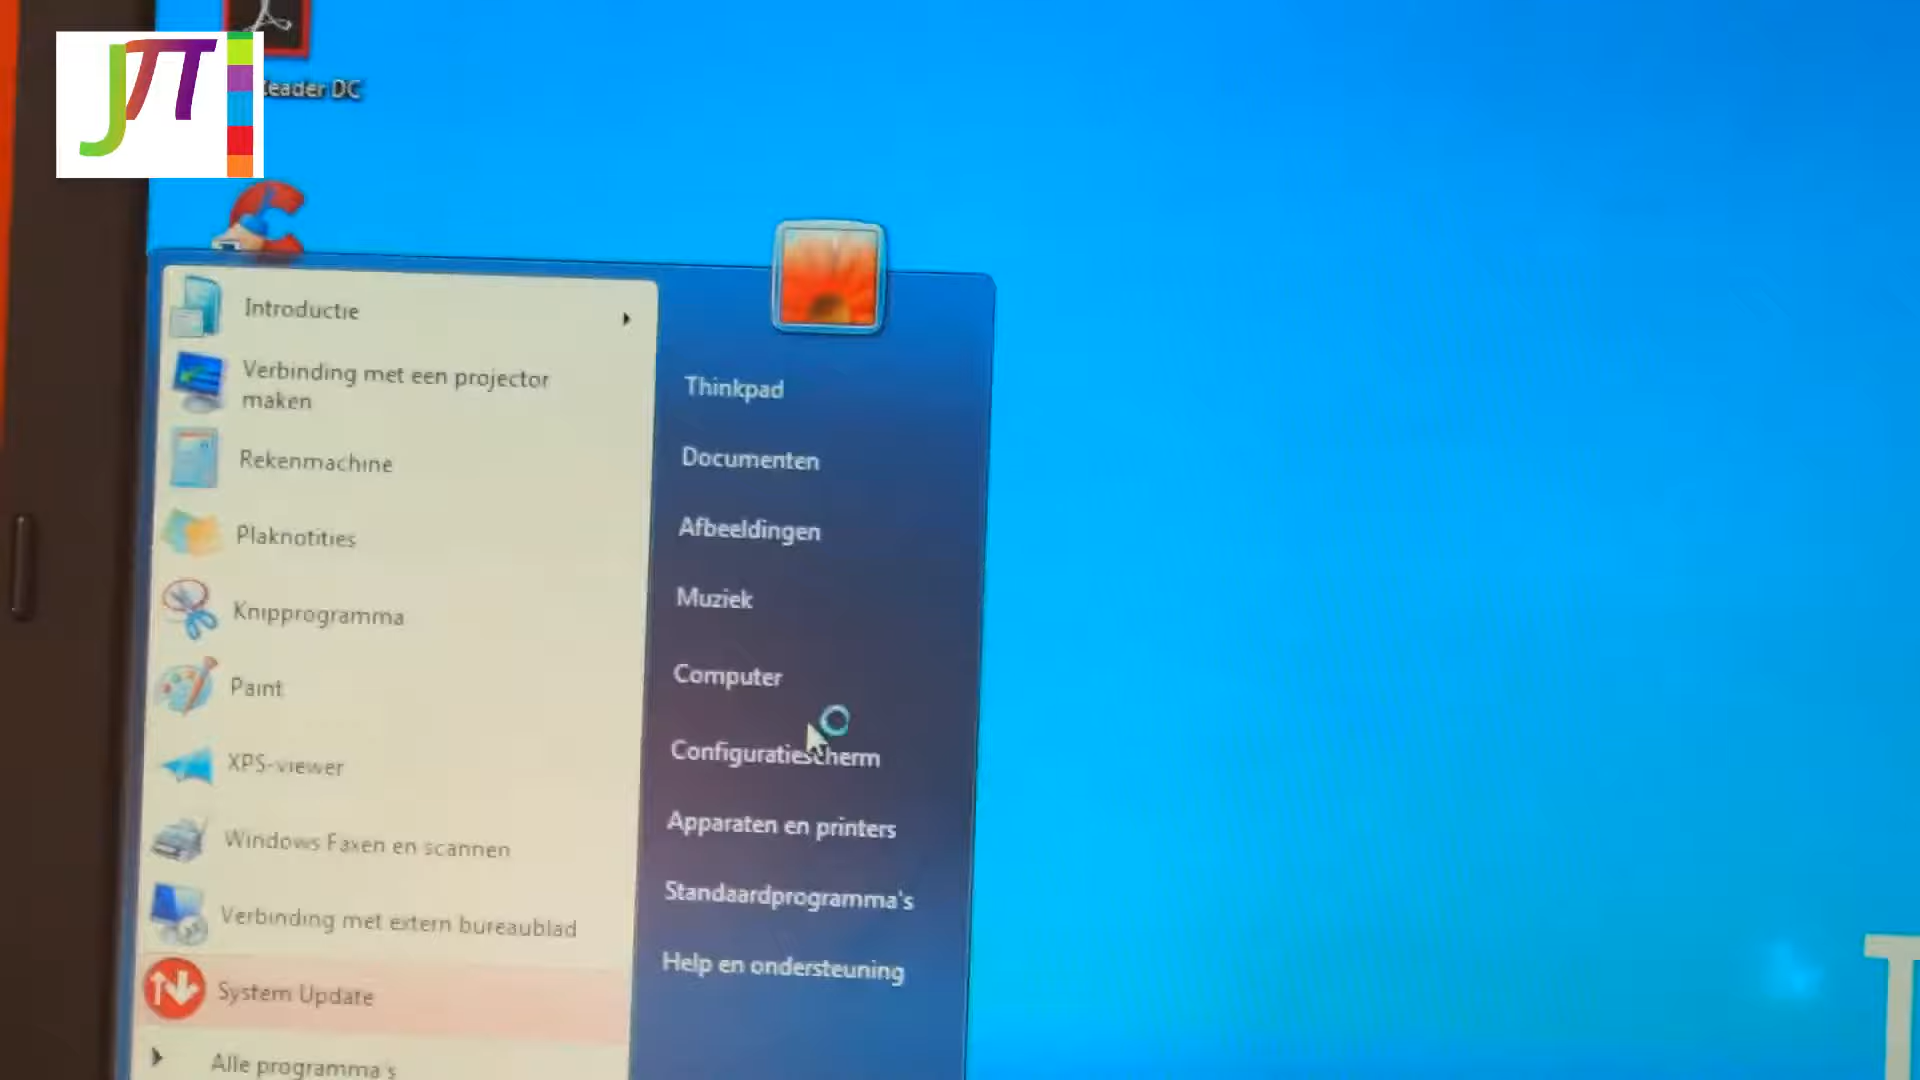 JTT
Reader DC
Introductie
Verbinding met een projector
maken
Rekenmachine
Plaknotities
Knipprogramma
Paint
XPS-viewer
Windows Faxen en scannen
Verbinding met extern bureaublad
System Update
Alle programma's
Thinkpad
Documenten
Afbeeldingen
Muziek
Computer
Configuratiescherm
Apparaten en printers
Standaardprogramma's
Help en ondersteuning